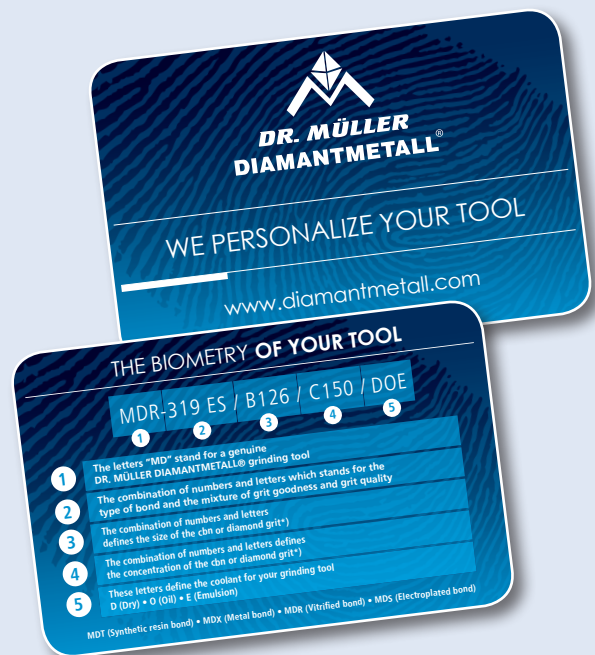 DR. MÜLLER
DIAMANTMETALL®
WE PERSONALIZE YOUR TOOL
www.diamantmetall.com
THE BIOMETRY OF YOUR TOOL
MDR-319 ES / B126 / C150 / DOE
1 2 3 4 5
1 The letters "MD" stand for a genuine
DR. MÜLLER DIAMANTMETALL® grinding tool
2 The combination of numbers and letters which stands for the
type of bond and the mixture of grit goodness and grit quality
3 The combination of numbers and letters
defines the size of the cbn or diamond grit*)
4 The combination of numbers and letters defines
the concentration of the cbn or diamond grit*)
5 These letters define the coolant for your grinding tool
D (Dry) • O (Oil) • E (Emulsion)
MDT (Synthetic resin bond) • MDX (Metal bond) • MDR (Vitrified bond) • MDS (Electroplated bond)